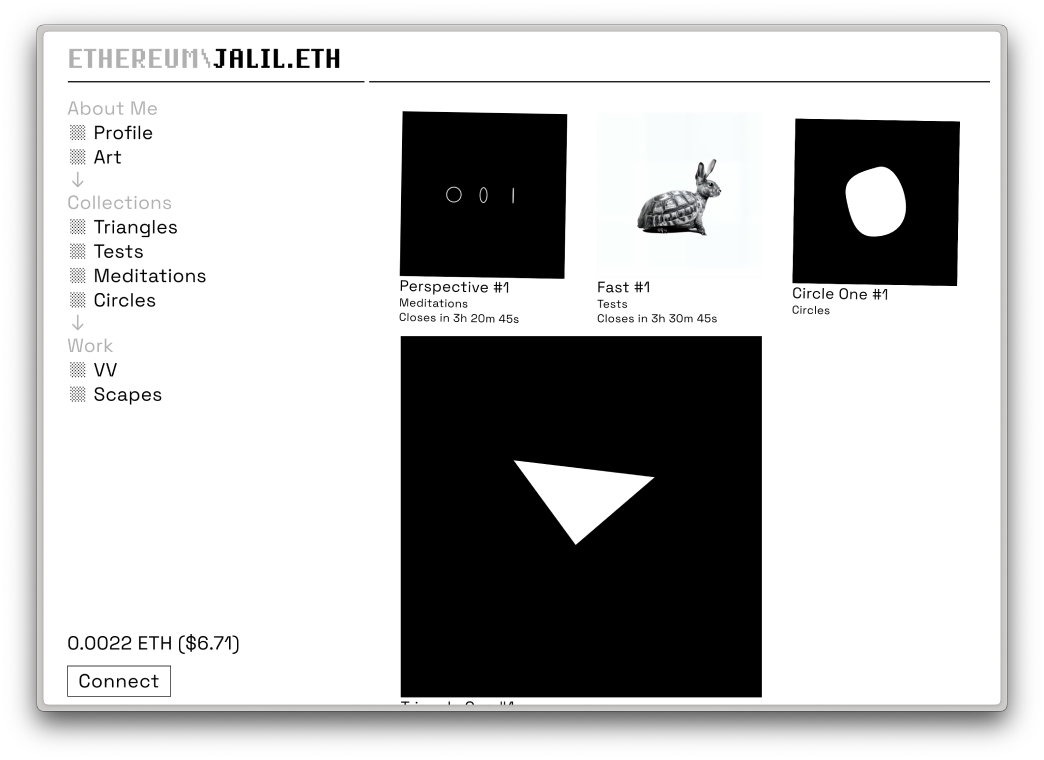 ETHEREUM\JALIL.ETH
About Me
Profile
Art
↓
Collections
Triangles
Tests
Meditations
Circles
↓
Work
VV
Scapes
0.0022 ETH ($6.71)
Connect
Perspective #1
Meditations
Closes in 3h 20m 45s
Fast #1
Tests
Closes in 3h 30m 45s
Circle One #1
Circles